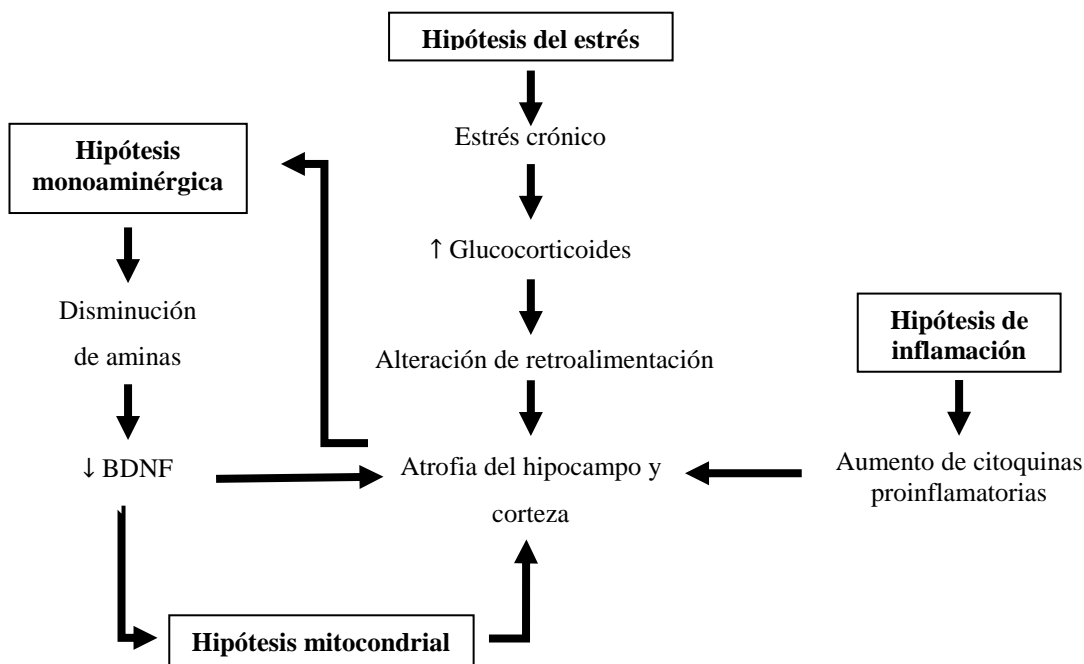 Hipótesis del estrés
Estrés crónico
↑ Glucocorticoides
Alteración de retroalimentación
Atrofia del hipocampo y
corteza
Hipótesis
monoaminérgica
Disminución
de aminas
↓ BDNF
Hipótesis mitocondrial
Hipótesis de
inflamación
Aumento de citoquinas
proinflamatorias